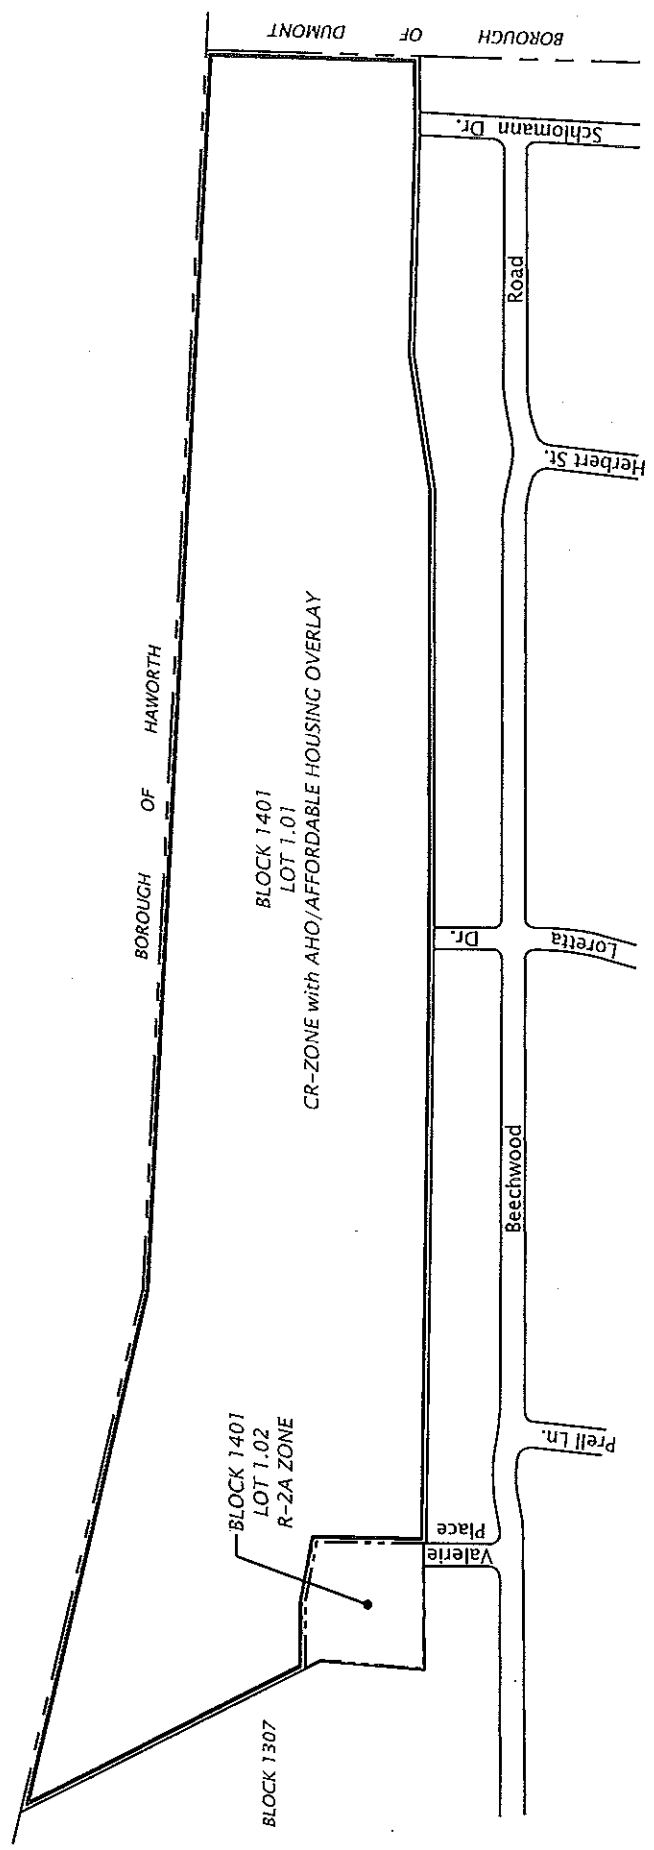 BOROUGH OF DUMONT
Schlomann Dr.
Road
Herbert St.
BOROUGH OF HAWORTH
BLOCK 1401
LOT 1.01
CR-ZONE with AHO/AFFORDABLE HOUSING OVERLAY
Loretta Dr.
Beechwood
BLOCK 1401
LOT 1.02
R-2A ZONE
Prell Ln.
Valerie
Place
BLOCK 1307